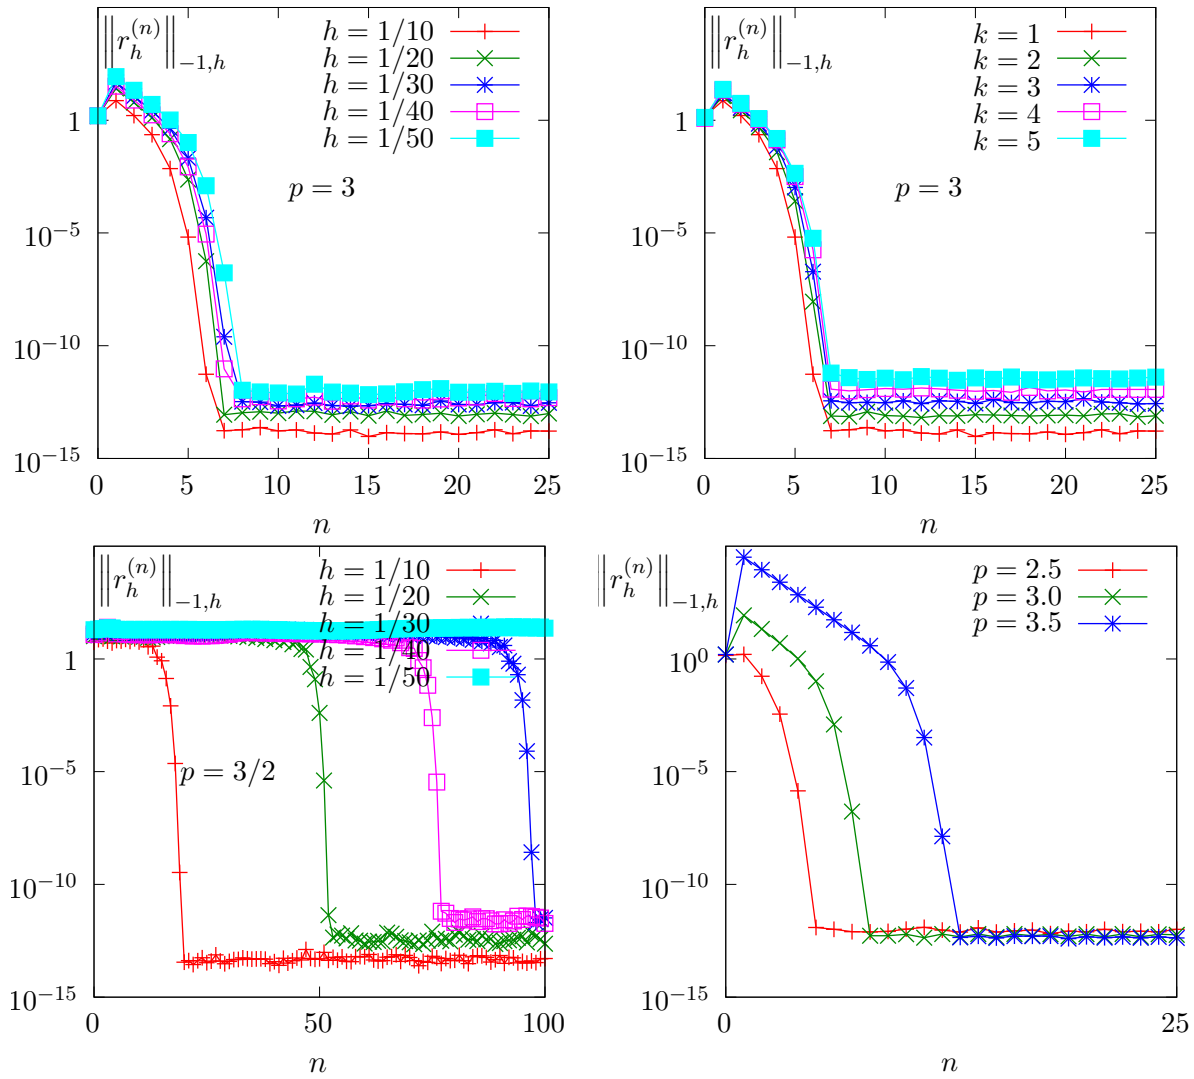 ‖r_h^{(n)}‖_{−1,h}
h = 1/10
h = 1/20
h = 1/30
h = 1/40
h = 1/50
p = 3
1
10^{−5}
10^{−10}
10^{−15}
0 5 10 15 20 25
n
‖r_h^{(n)}‖_{−1,h}
k = 1
k = 2
k = 3
k = 4
k = 5
p = 3
1
10^{−5}
10^{−10}
10^{−15}
0 5 10 15 20 25
n
‖r_h^{(n)}‖_{−1,h}
h = 1/10
h = 1/20
h = 1/30
h = 1/40
h = 1/50
p = 3/2
1
10^{−5}
10^{−10}
10^{−15}
0 50 100
n
‖r_h^{(n)}‖_{−1,h}
p = 2.5
p = 3.0
p = 3.5
10^0
10^{−5}
10^{−10}
10^{−15}
0 25
n